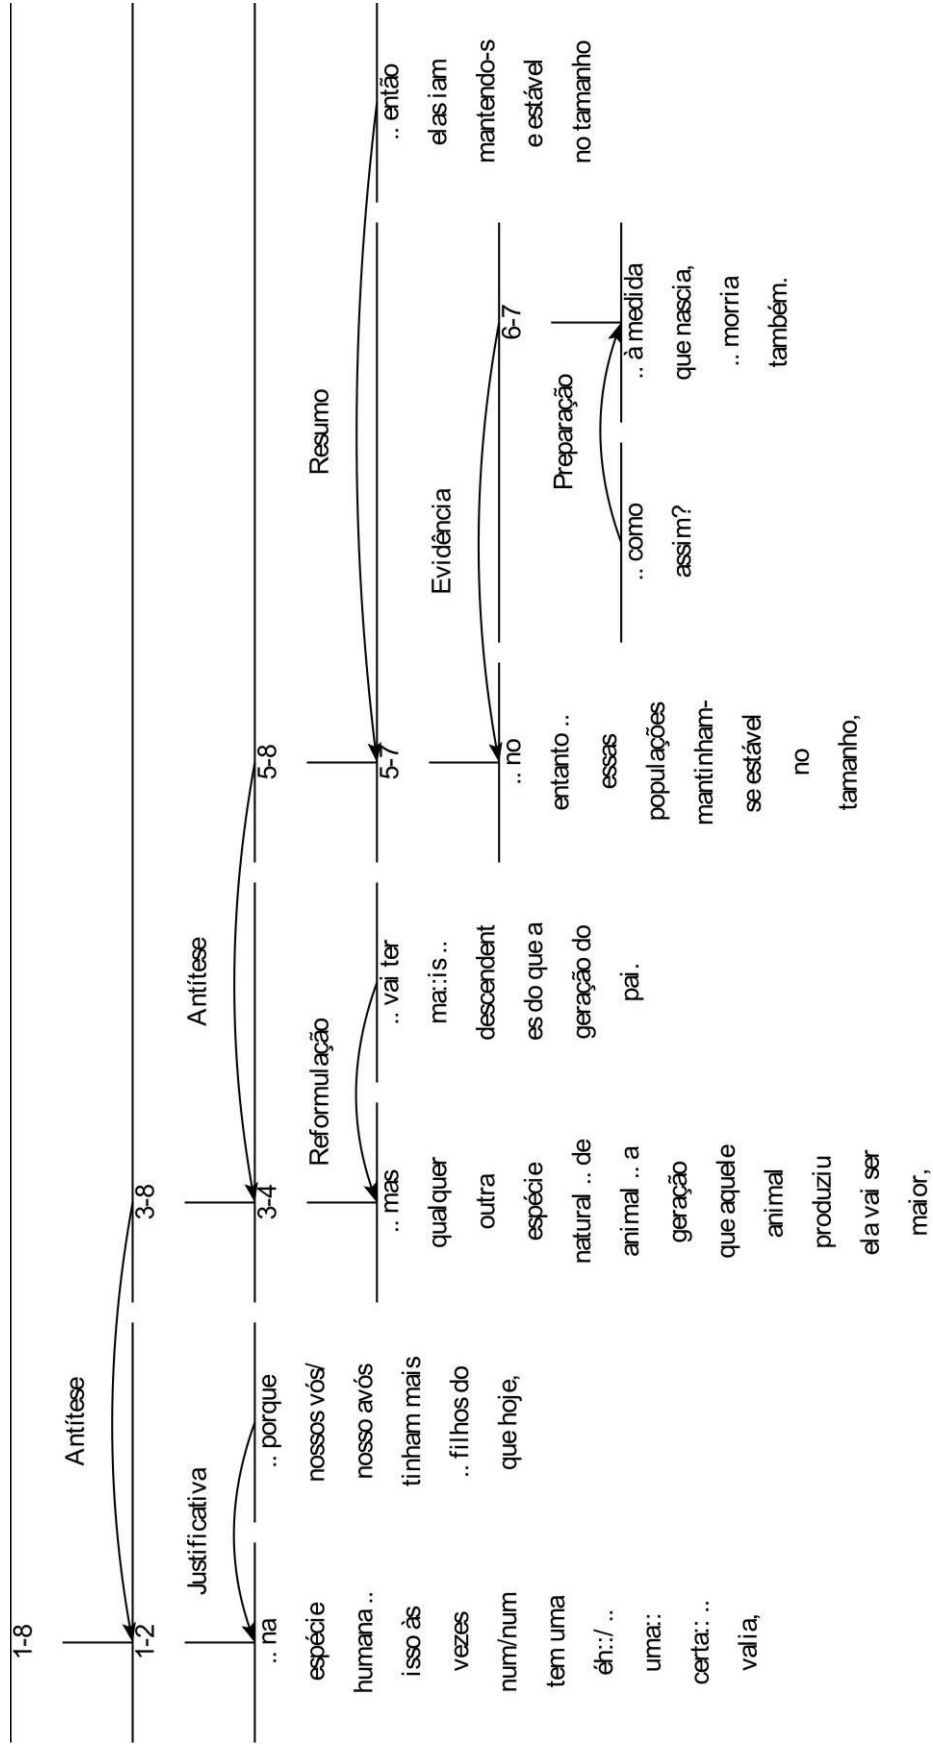 1-8
Antítese
1-2
3-8
Justificativa
Antítese
.. na
espécie
humana ..
isso às
vezes
num/num
tem uma
éh::/ ..
uma::
certa:: ..
valia,
.. porque
nossos vós/
nosso avós
tinham mais
.. filhos do
que hoje,
3-4
5-8
Reformulação
Resumo
.. mas
qualquer
outra
espécie
natural .. de
animal .. a
geração
que aquele
animal
produziu
ela vai ser
maior,
.. vai ter
ma::is ..
descendent
es do que a
geração do
pai.
5-7
Evidência
.. no
entanto ..
essas
populações
mantinham-
se estável
no
tamanho,
6-7
Preparação
.. como
assim?
.. à medida
que nascia,
.. morria
também.
.. então
elas iam
mantendo-s
e estável
no tamanho